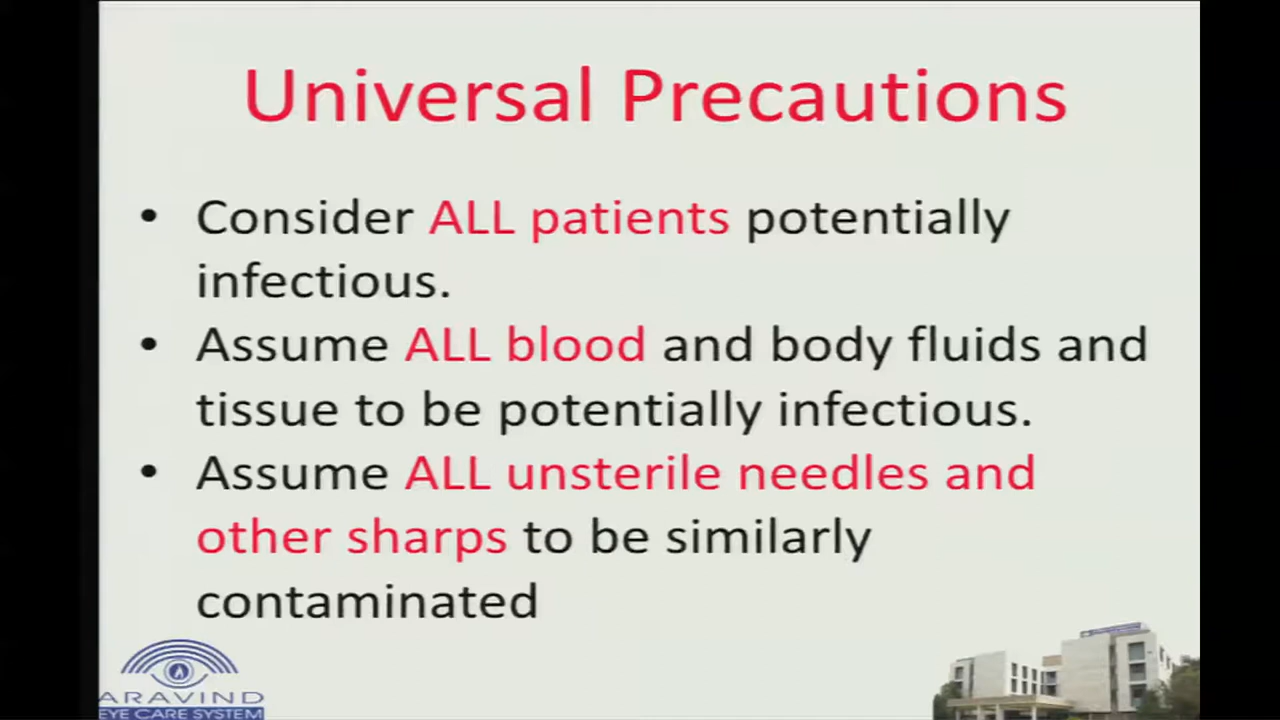 Universal Precautions
• Consider ALL patients potentially
infectious.
• Assume ALL blood and body fluids and
tissue to be potentially infectious.
• Assume ALL unsterile needles and
other sharps to be similarly
contaminated
ARAVIND
EYE CARE SYSTEM